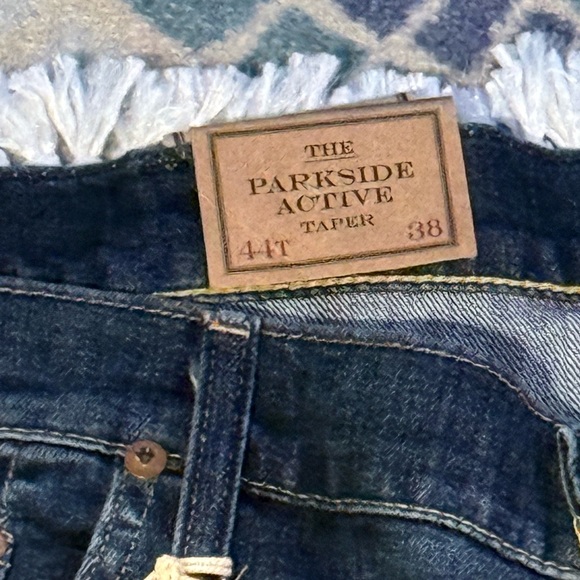 THE
PARKSIDE
ACTIVE
TAPER
44T 38